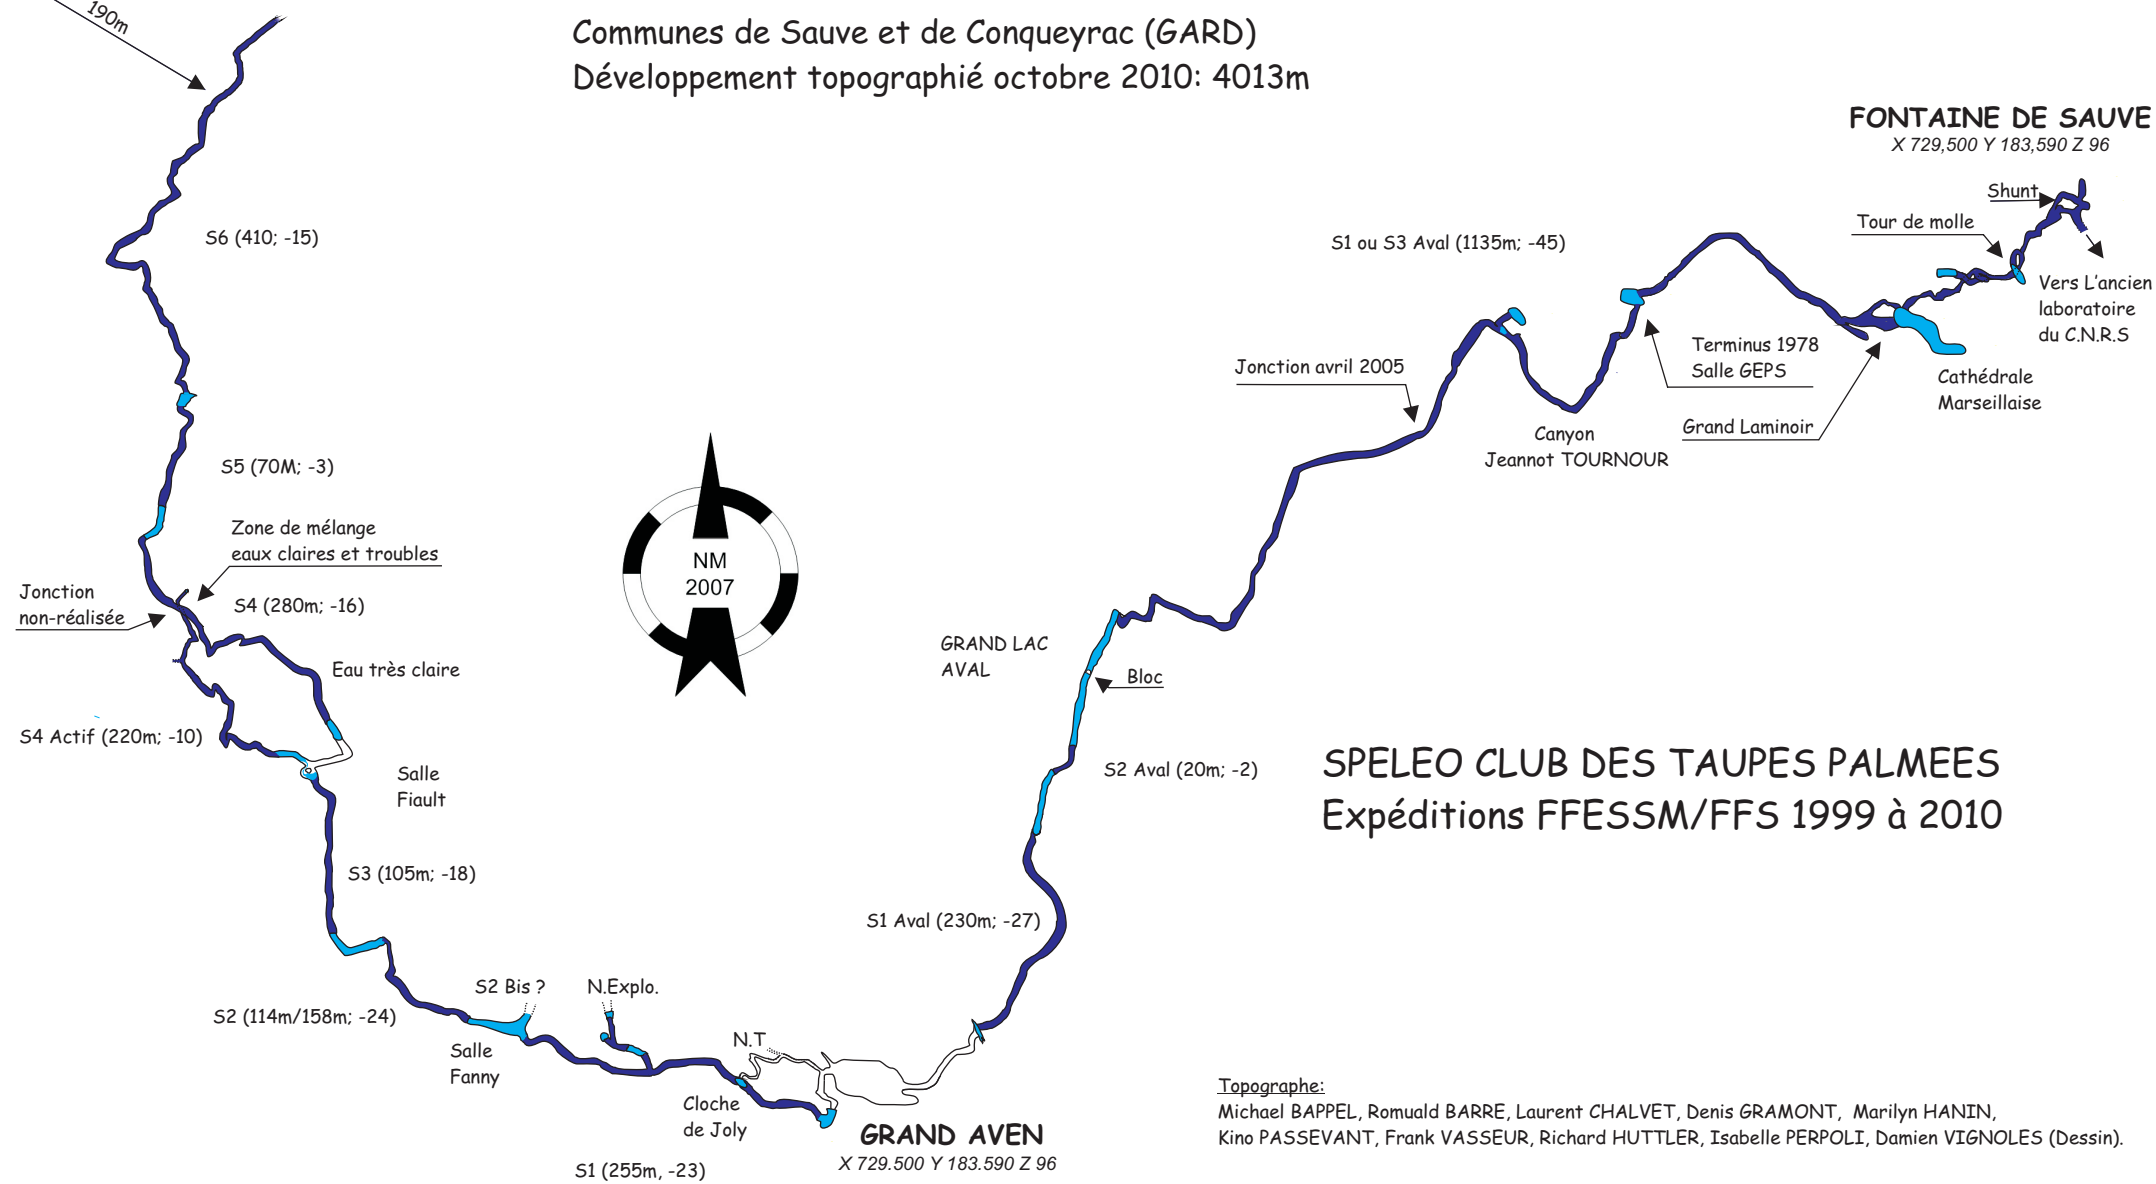 190m
Communes de Sauve et de Conqueyrac (GARD)
Développement topographié octobre 2010: 4013m
FONTAINE DE SAUVE
X 729,500 Y 183,590 Z 96
Shunt
Tour de molle
Vers L'ancien
laboratoire
du C.N.R.S
S6 (410; -15)
S1 ou S3 Aval (1135m; -45)
Terminus 1978
Salle GEPS
Jonction avril 2005
Cathédrale
Marseillaise
Grand Laminoir
Canyon
Jeannot TOURNOUR
S5 (70M; -3)
Zone de mélange
eaux claires et troubles
NM
2007
Jonction
non-réalisée
S4 (280m; -16)
GRAND LAC
AVAL
Eau très claire
Bloc
S4 Actif (220m; -10)
Salle
Fiault
S2 Aval (20m; -2)
SPELEO CLUB DES TAUPES PALMEES
Expéditions FFESSM/FFS 1999 à 2010
S3 (105m; -18)
S1 Aval (230m; -27)
S2 Bis ?
N.Explo.
S2 (114m/158m; -24)
N.T
Salle
Fanny
Cloche
de Joly
GRAND AVEN
X 729.500 Y 183.590 Z 96
S1 (255m, -23)
Topographe:
Michael BAPPEL, Romuald BARRE, Laurent CHALVET, Denis GRAMONT, Marilyn HANIN,
Kino PASSEVANT, Frank VASSEUR, Richard HUTTLER, Isabelle PERPOLI, Damien VIGNOLES (Dessin).